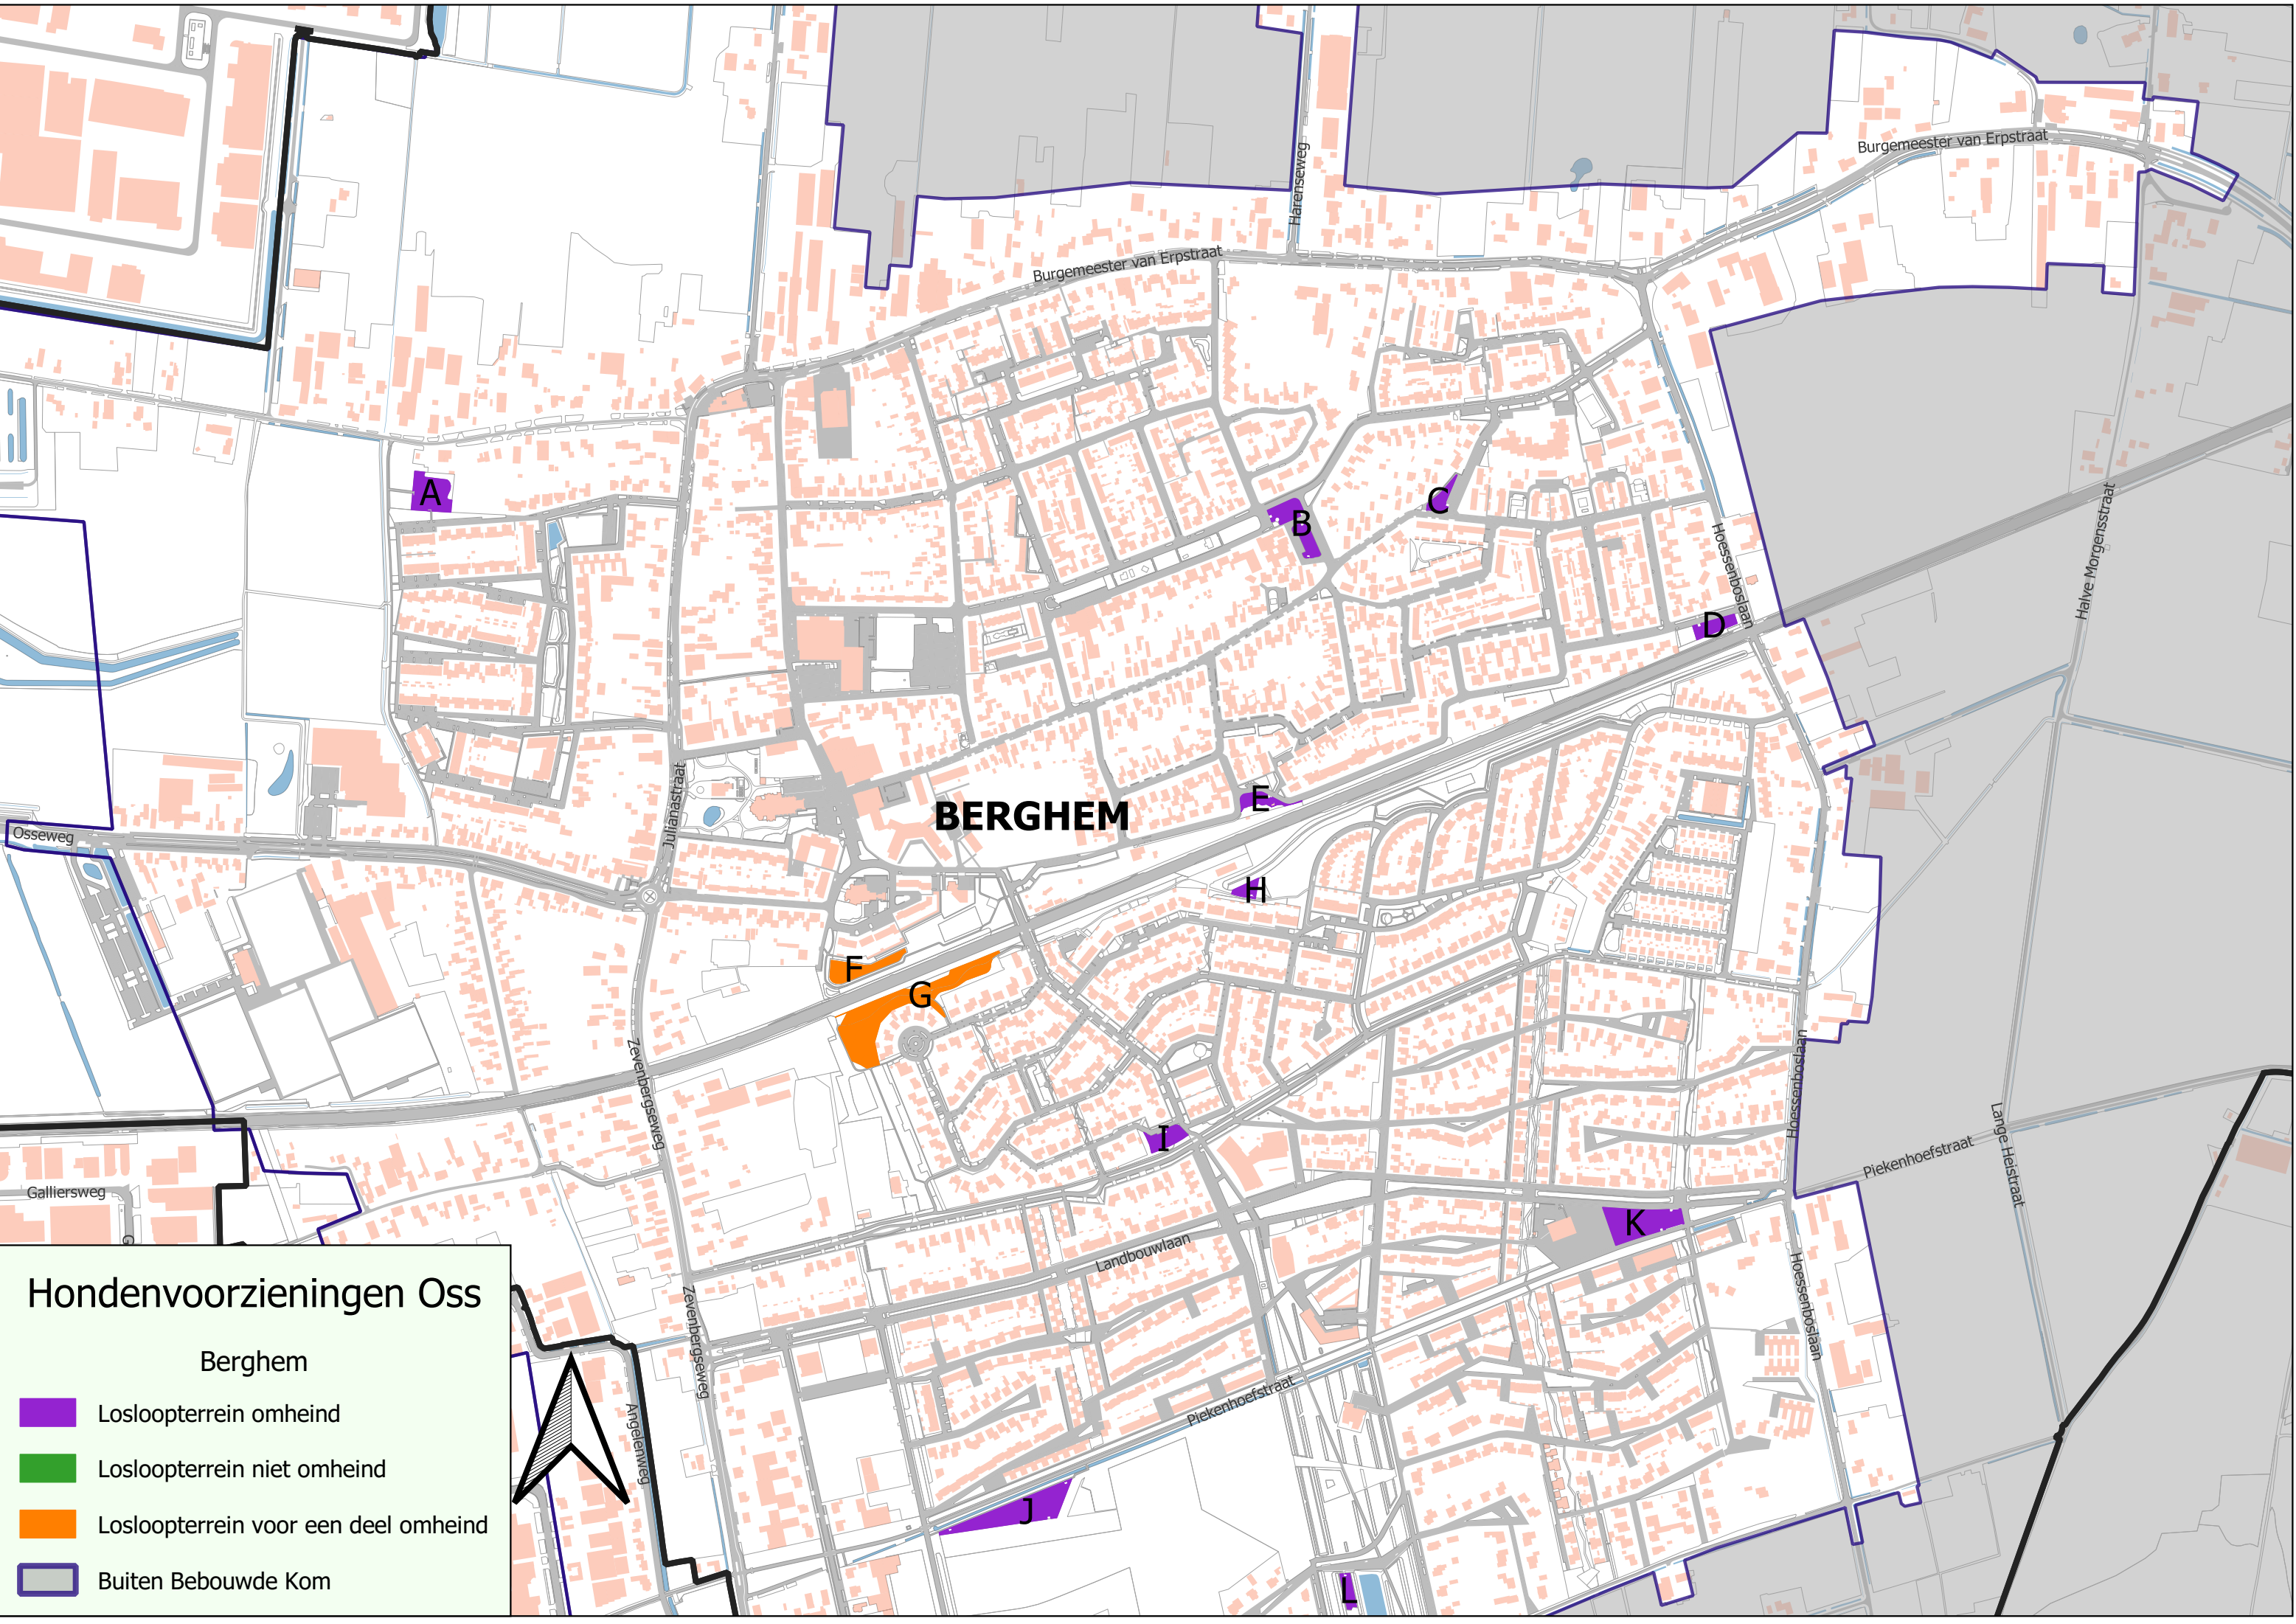 Burgemeester van Erpstraat
Harenseweg
Burgemeester van Erpstraat
A
B
C
Hoessenboslaan
Halve Morgensstraat
D
Julianastraat
E
BERGHEM
Osseweg
H
F
G
Zevenbergseweg
Hoessenboslaan
I
Lange Heistraat
Piekenhoefstraat
Galliersweg
G
K
Landbouwlaan
Hoessenboslaan
Zevenbergseweg
Piekenhoefstraat
Angelenweg
J
L
Hondenvoorzieningen Oss
Berghem
Losloopterrein omheind
Losloopterrein niet omheind
Losloopterrein voor een deel omheind
Buiten Bebouwde Kom